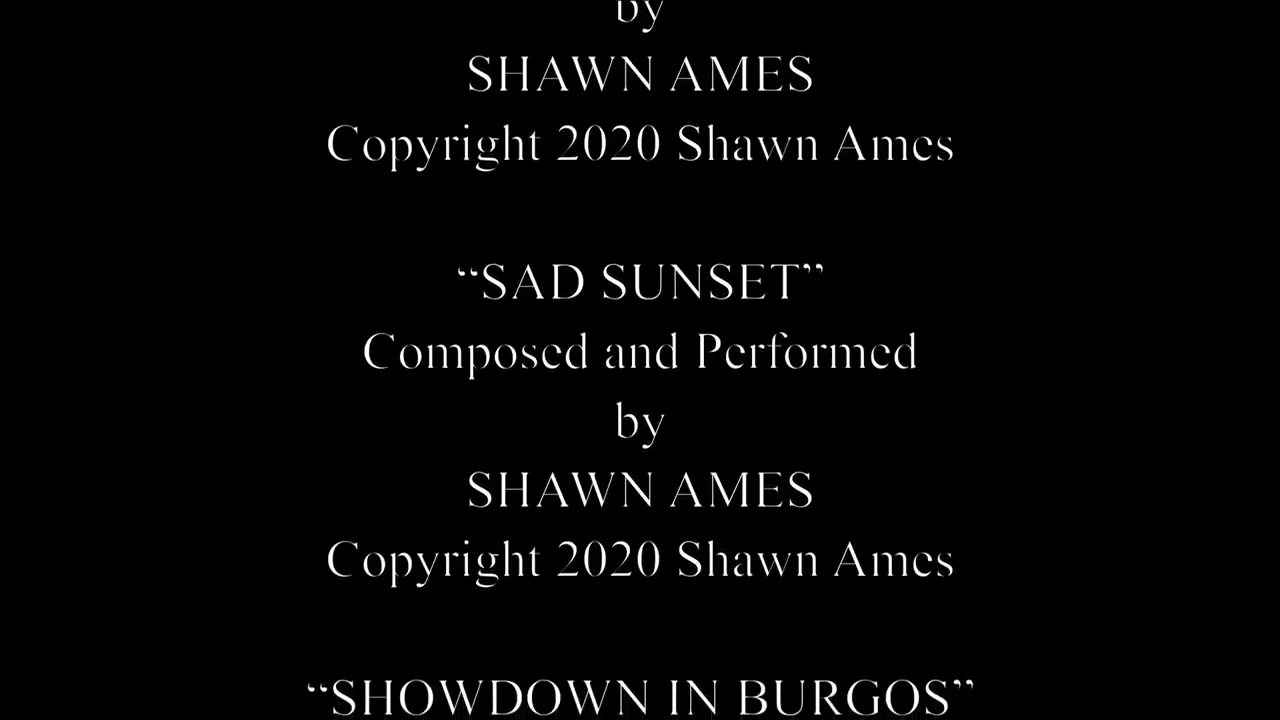 by
SHAWN AMES
Copyright 2020 Shawn Ames
“SAD SUNSET”
Composed and Performed
by
SHAWN AMES
Copyright 2020 Shawn Ames
“SHOWDOWN IN BURGOS”